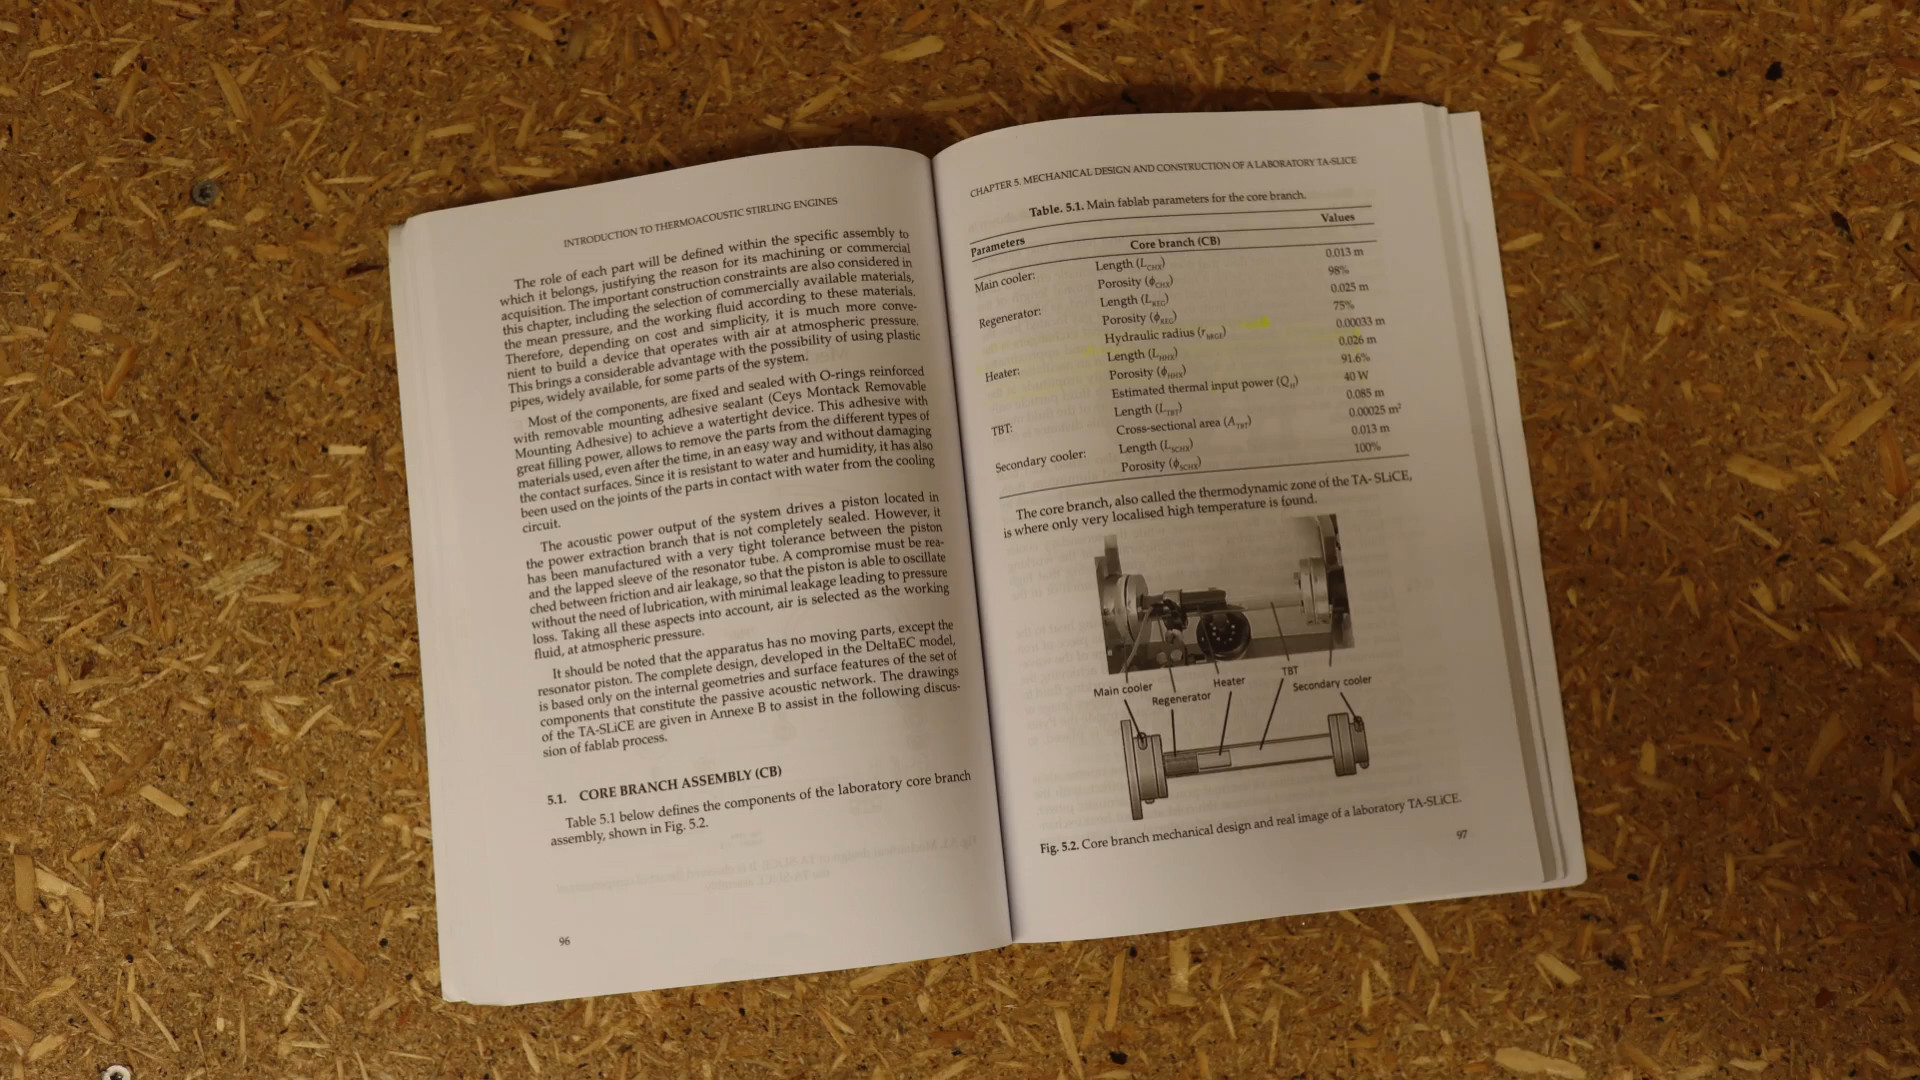 INTRODUCTION TO THERMOACOUSTIC STIRLING ENGINES
The role of each part will be defined within the specific assembly to
which it belongs, justifying the reason for its machining or commercial
acquisition. The important construction constraints are also considered in
this chapter, including the selection of commercially available materials,
the mean pressure, and the working fluid according to these materials.
Therefore, depending on cost and simplicity, it is much more conve-
nient to build a device that operates with air at atmospheric pressure.
This brings a considerable advantage with the possibility of using plastic
pipes, widely available, for some parts of the system.
Most of the components, are fixed and sealed with O-rings reinforced
with removable mounting adhesive sealant (Ceys Montack Removable
Mounting Adhesive) to achieve a watertight device. This adhesive with
great filling power, allows to remove the parts from the different types of
materials used, even after the time, in an easy way and without damaging
the contact surfaces. Since it is resistant to water and humidity, it has also
been used on the joints of the parts in contact with water from the cooling
circuit.
The acoustic power output of the system drives a piston located in
the power extraction branch that is not completely sealed. However, it
has been manufactured with a very tight tolerance between the piston
and the lapped sleeve of the resonator tube. A compromise must be rea-
ched between friction and air leakage, so that the piston is able to oscillate
without the need of lubrication, with minimal leakage leading to pressure
loss. Taking all these aspects into account, air is selected as the working
fluid, at atmospheric pressure.
It should be noted that the apparatus has no moving parts, except the
resonator piston. The complete design, developed in the DeltaEC model,
is based only on the internal geometries and surface features of the set of
components that constitute the passive acoustic network. The drawings
of the TA-SLiCE are given in Annexe B to assist in the following discus-
sion of fablab process.
5.1. CORE BRANCH ASSEMBLY (CB)
Table 5.1 below defines the components of the laboratory core branch
assembly, shown in Fig. 5.2.
96
CHAPTER 5. MECHANICAL DESIGN AND CONSTRUCTION OF A LABORATORY TA-SLICE
Table. 5.1. Main fablab parameters for the core branch.
Parameters Values
Core branch (CB)
Main cooler: Length (L_CHX) 0.013 m
Porosity (ϕ_CHX) 98%
Regenerator: Length (L_REG) 0.025 m
Porosity (ϕ_REG) 75%
Hydraulic radius (r) 0.00033 m
Heater: Length (L_HHX) 0.026 m
Porosity (ϕ_HHX) 91.6%
Estimated thermal input power (Q_H) 40 W
TBT: Length (L_TBT) 0.085 m
Cross-sectional area (A_TBT) 0.00025 m²
Secondary cooler: Length (L_SCHX) 0.013 m
Porosity (ϕ_SCHX) 100%
The core branch, also called the thermodynamic zone of the TA- SLiCE,
is where only very localised high temperature is found.
Main cooler
Regenerator
Heater
TBT
Secondary cooler
Fig. 5.2. Core branch mechanical design and real image of a laboratory TA-SLiCE.
97